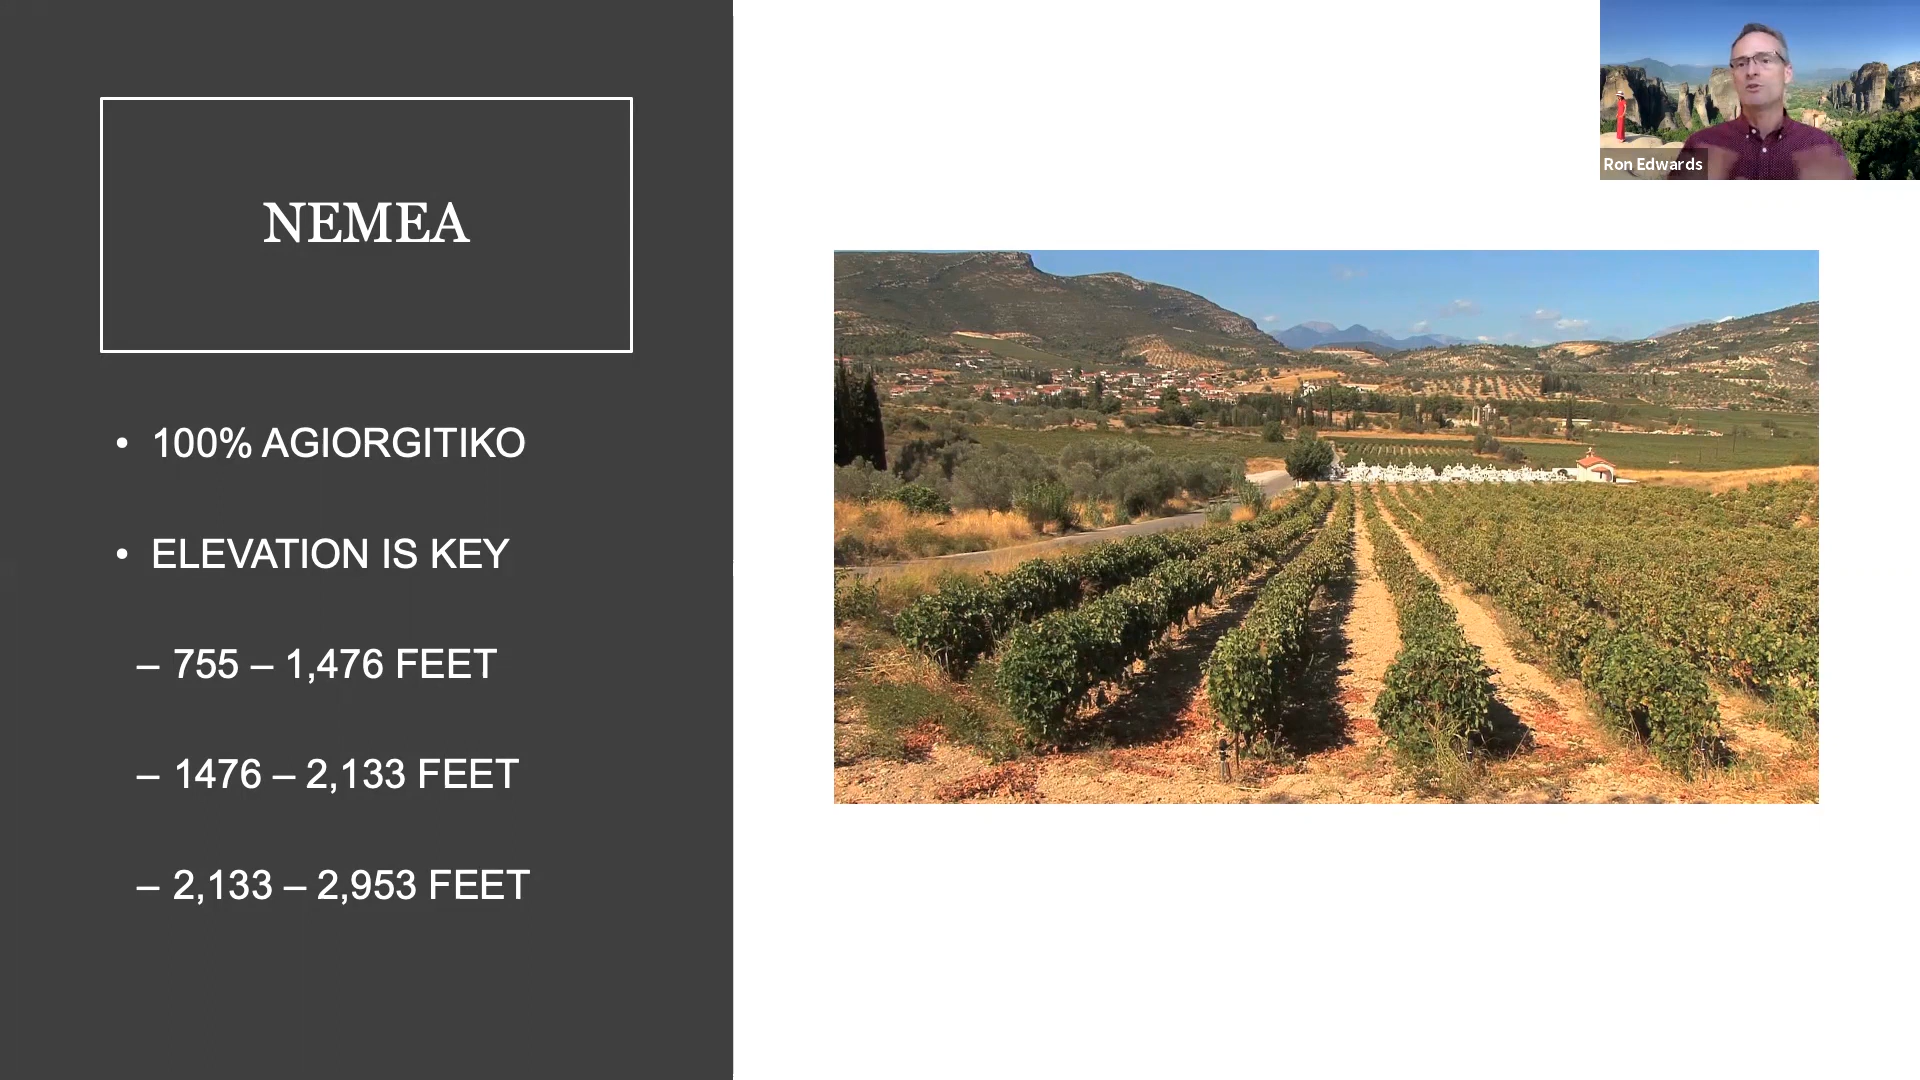 NEMEA
• 100% AGIORGITIKO
• ELEVATION IS KEY
– 755 – 1,476 FEET
– 1476 – 2,133 FEET
– 2,133 – 2,953 FEET
Ron Edwards